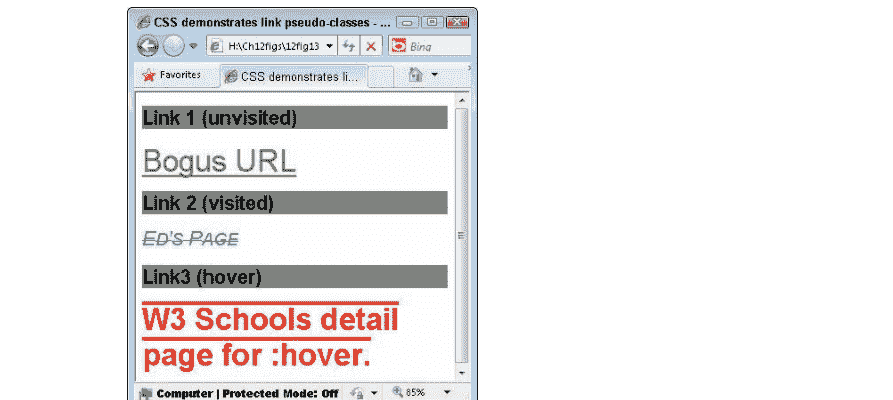 CSS demonstrates link pseudo-classes - ...
H:\Ch12figs\12fig13
Bing
Favorites
CSS demonstrates li...
Link 1 (unvisited)
Bogus URL
Link 2 (visited)
ED'S PAGE
Link3 (hover)
W3 Schools detail
page for :hover.
Computer | Protected Mode: Off
85%